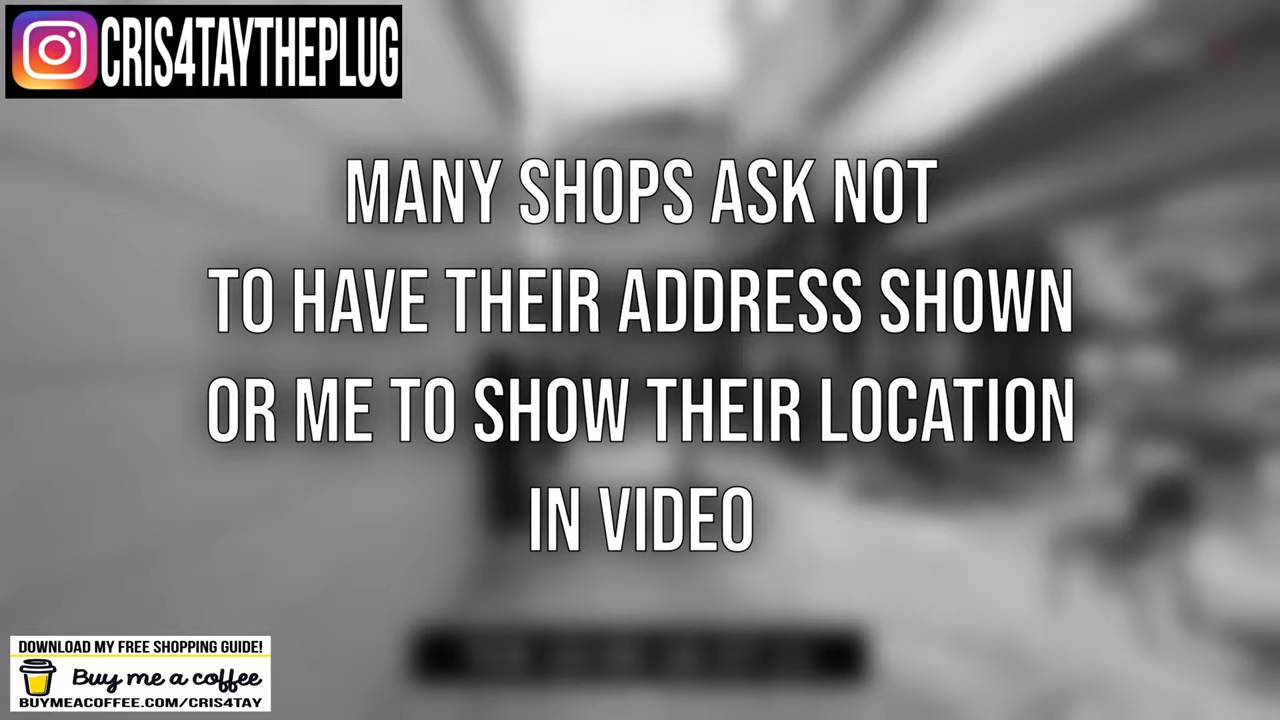 CRIS4TAYTHEPLUG
MANY SHOPS ASK NOT
TO HAVE THEIR ADDRESS SHOWN
OR ME TO SHOW THEIR LOCATION
IN VIDEO
DOWNLOAD MY FREE SHOPPING GUIDE!
Buy me a coffee
BUYMEACOFFEE.COM/CRIS4TAY